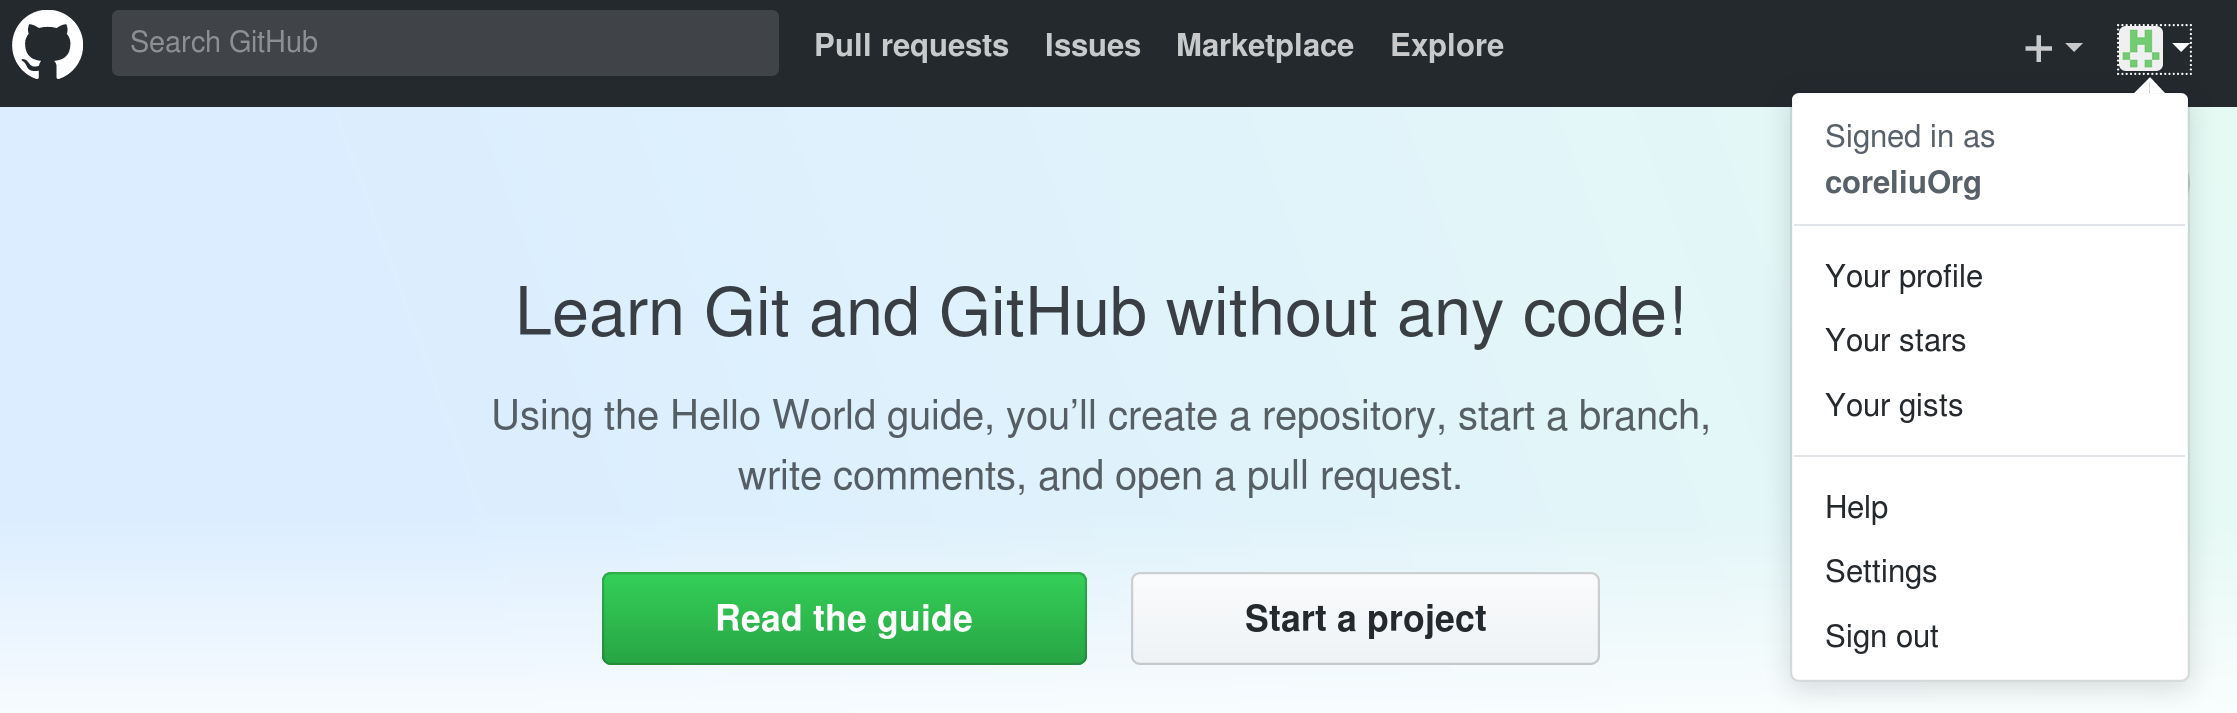 Search GitHub
Pull requests
Issues
Marketplace
Explore
Signed in as
coreliuOrg
Your profile
Your stars
Your gists
Help
Settings
Sign out
Learn Git and GitHub without any code!
Using the Hello World guide, you’ll create a repository, start a branch,
write comments, and open a pull request.
Read the guide
Start a project